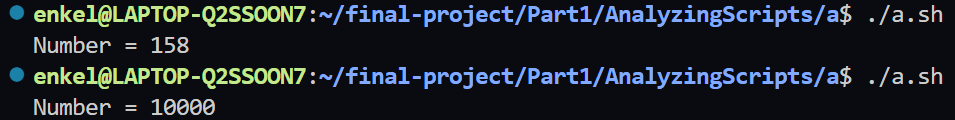 enkel@LAPTOP-Q2SSOON7:~/final-project/Part1/AnalyzingScripts/a$ ./a.sh
Number = 158
enkel@LAPTOP-Q2SSOON7:~/final-project/Part1/AnalyzingScripts/a$ ./a.sh
Number = 10000